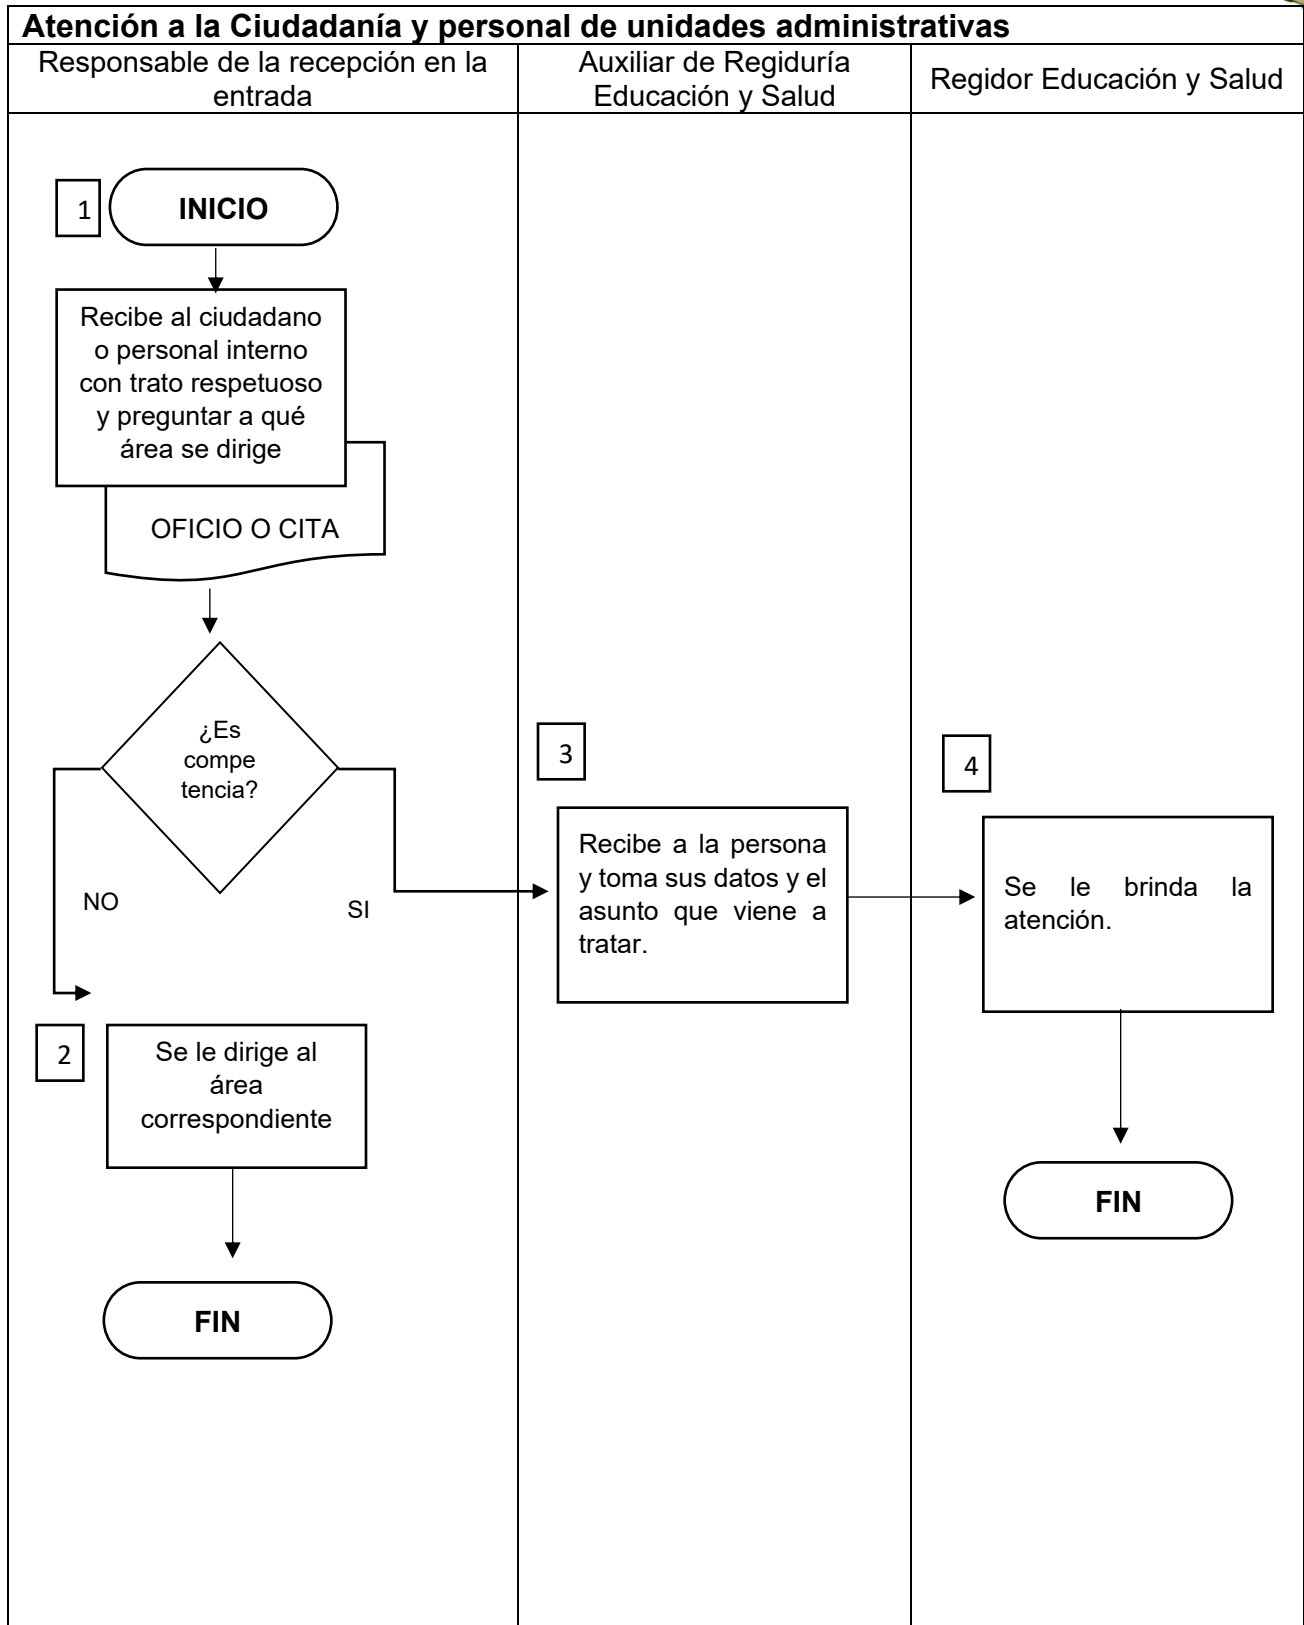 Atención a la Ciudadanía y personal de unidades administrativas
Responsable de la recepción en la
entrada
Auxiliar de Regiduría
Educación y Salud
Regidor Educación y Salud
1
INICIO
Recibe al ciudadano
o personal interno
con trato respetuoso
y preguntar a qué
área se dirige
OFICIO O CITA
¿Es
compe
tencia?
NO
SI
2
Se le dirige al
área
correspondiente
FIN
3
Recibe a la persona
y toma sus datos y el
asunto que viene a
tratar.
4
Se le brinda la
atención.
FIN